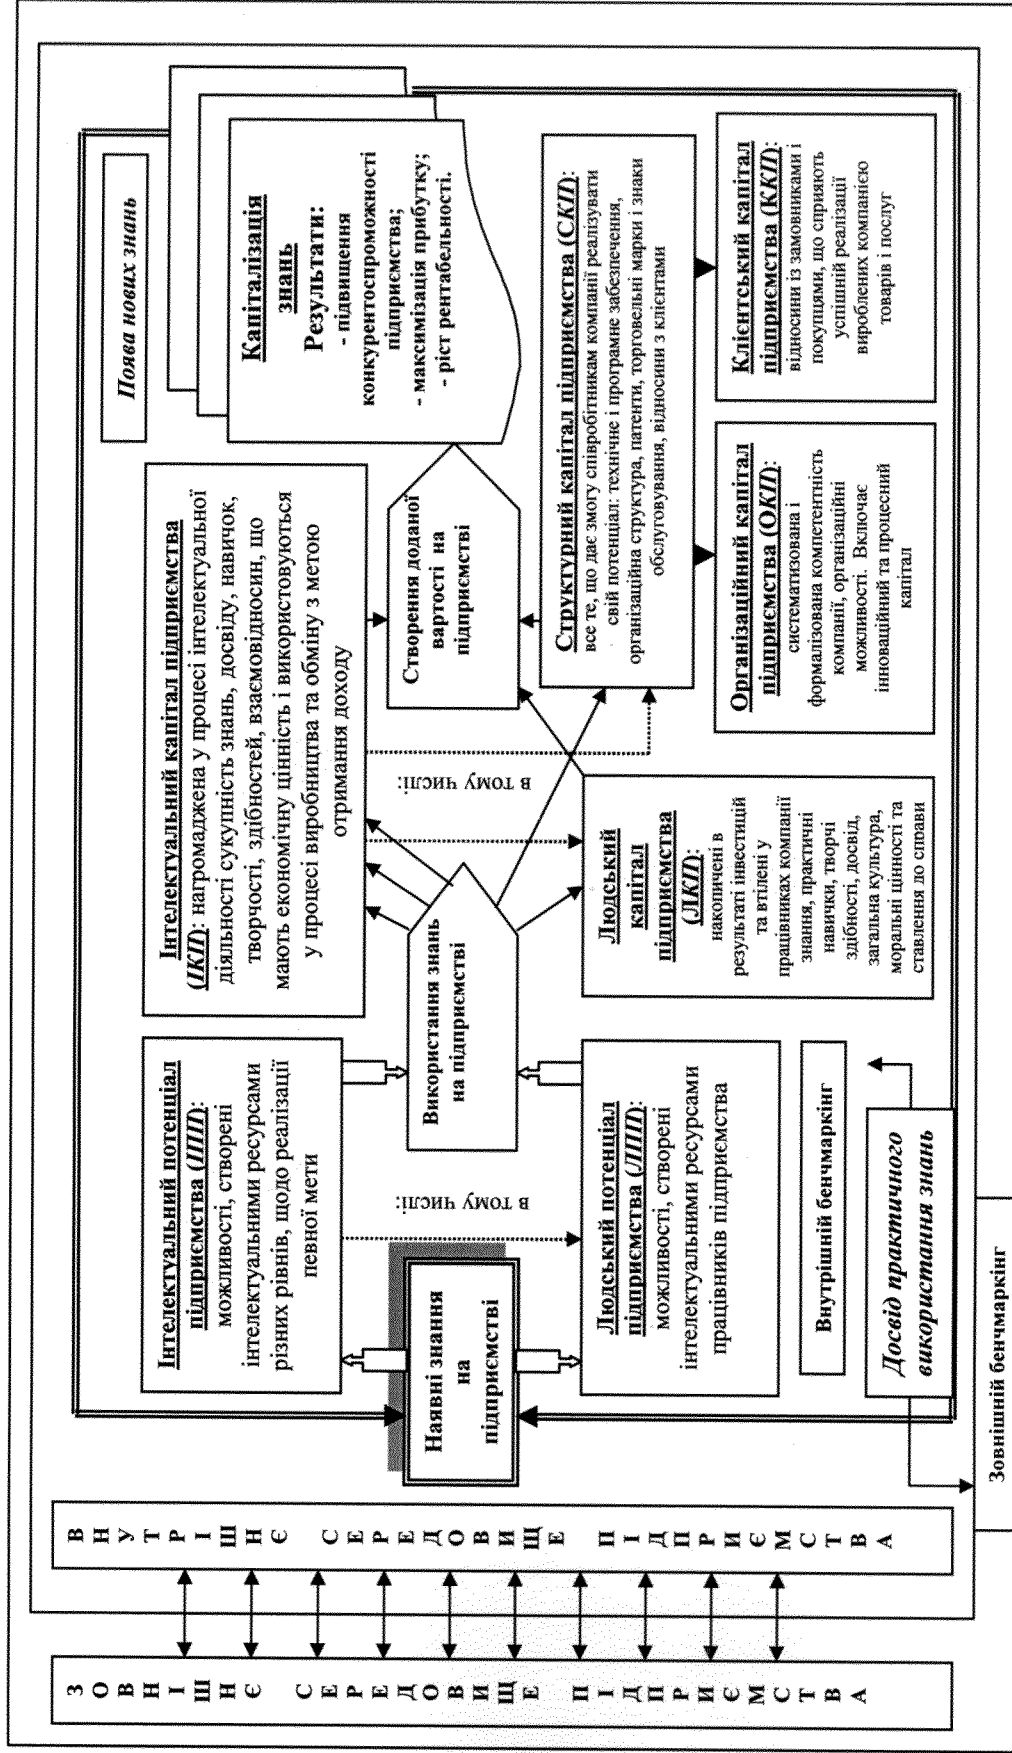 ЗОВНІШНЄ СЕРЕДОВИЩЕ ПІДПРИЄМСТВА
ВНУТРІШНЄ СЕРЕДОВИЩЕ ПІДПРИЄМСТВА
Наявні знання
на
підприємстві
Інтелектуальний потенціал
підприємства (ІПП):
можливості, створені
інтелектуальними ресурсами
різних рівнів, щодо реалізації
певної мети
в тому числі:
Людський потенціал
підприємства (ЛПП):
можливості, створені
інтелектуальними ресурсами
працівників підприємства
Внутрішній бенчмаркінг
Досвід практичного
використання знань
Зовнішній бенчмаркінг
Використання знань
на підприємстві
Інтелектуальний капітал підприємства
(ІКП): нагромаджена у процесі інтелектуальної
діяльності сукупність знань, досвіду, навичок,
творчості, здібностей, взаємовідносин, що
мають економічну цінність і використовуються
у процесі виробництва та обміну з метою
отримання доходу
в тому числі:
Людський
капітал
підприємства
(ЛКП):
накопичені в
результаті інвестицій
та втілені у
працівниках компанії
знання, практичні
навички, творчі
здібності, досвід,
загальна культура,
моральні цінності та
ставлення до справи
Створення доданої
вартості на
підприємстві
Поява нових знань
Капіталізація
знань
Результати:
- підвищення
конкурентоспроможності
підприємства;
- максимізація прибутку;
- ріст рентабельності.
Структурний капітал підприємства (СКП):
все те, що дає змогу співробітникам компанії реалізувати
свій потенціал: технічне і програмне забезпечення,
організаційна структура, патенти, торговельні марки і знаки
обслуговування, відносини з клієнтами
Організаційний капітал
підприємства (ОКП):
систематизована і
формалізована компетентність
компанії, організаційні
можливості. Включає
інноваційний та процесний
капітал
Клієнтський капітал
підприємства (ККП):
відносини із замовниками і
покупцями, що сприяють
успішній реалізації
вироблених компанією
товарів і послуг